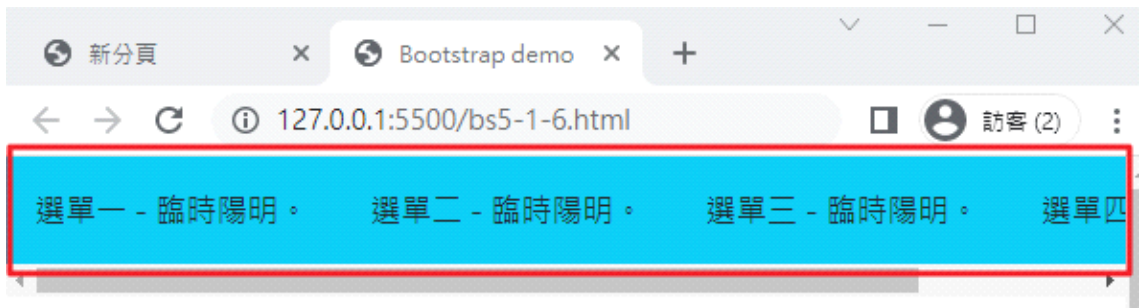 新分頁 Bootstrap demo
127.0.0.1:5500/bs5-1-6.html 訪客 (2)
選單一 - 臨時陽明。 選單二 - 臨時陽明。 選單三 - 臨時陽明。 選單四